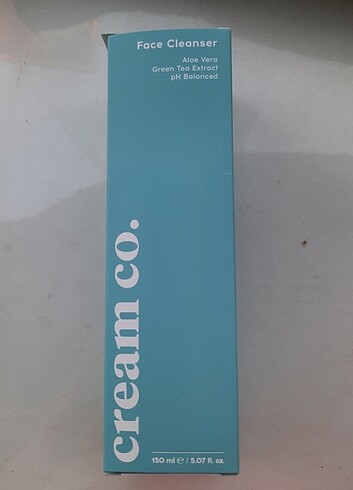 Face Cleanser
Aloe Vera
Green Tea Extract
pH Balanced
cream co.
150 ml ℮ / 5.07 fl. oz.